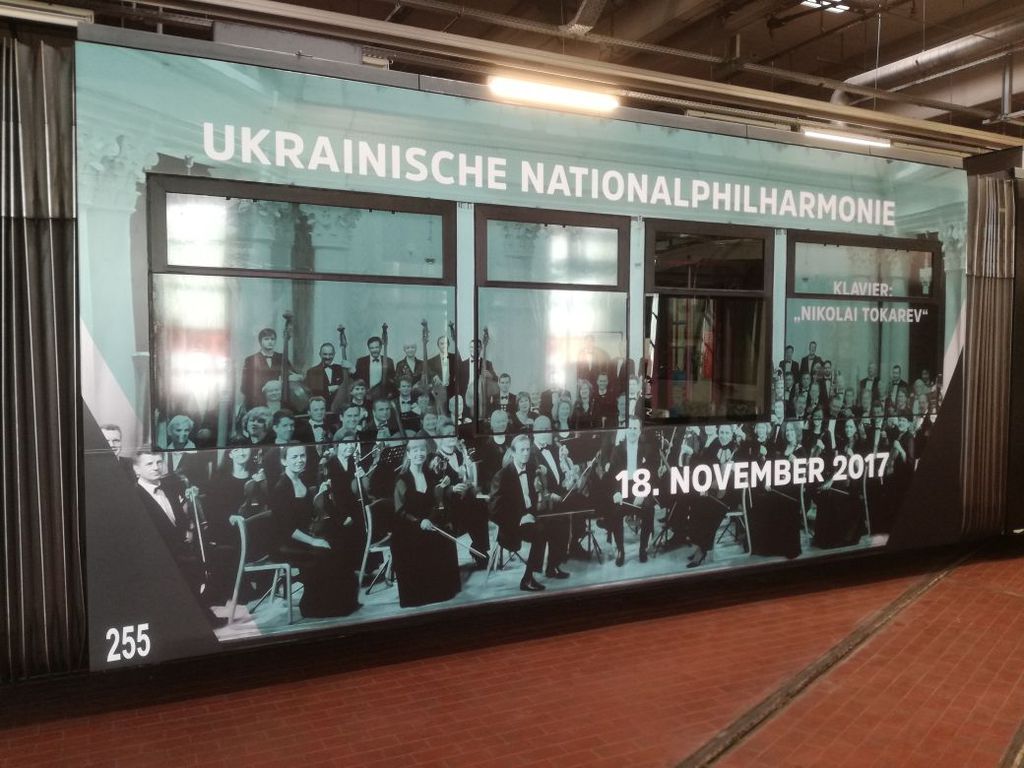 UKRAINISCHE NATIONALPHILHARMONIE
KLAVIER:
„NIKOLAI TOKAREV“
18. NOVEMBER 2017
255